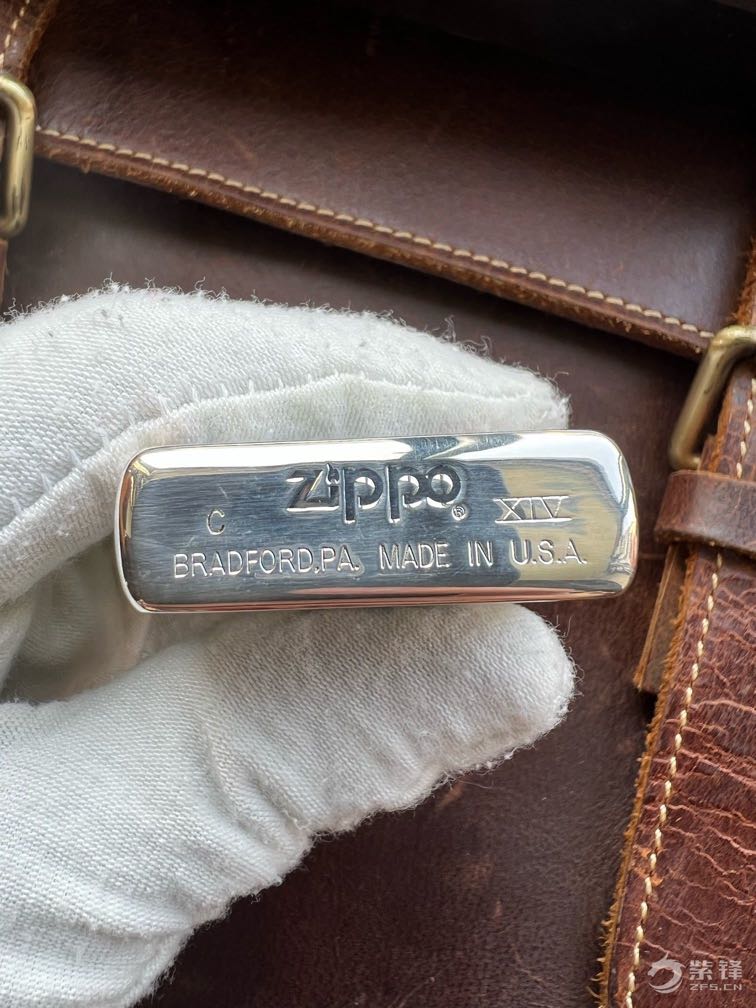 zippo ®
C XIV
BRADFORD,PA. MADE IN U.S.A.
紫锋
ZFS.CN